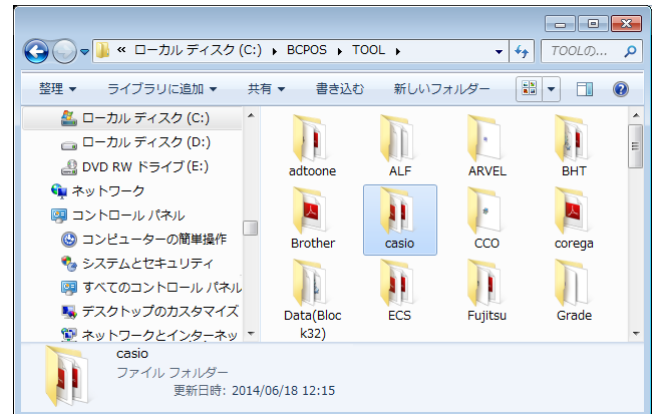 « ローカル ディスク (C:) ▸ BCPOS ▸ TOOL ▸
TOOLの...
整理 ▼ ライブラリに追加 ▼ 共有 ▼ 書き込む 新しいフォルダー
ローカル ディスク (C:)
ローカル ディスク (D:)
DVD RW ドライブ (E:)
ネットワーク
コントロール パネル
コンピューターの簡単操作
システムとセキュリティ
すべてのコントロール パネル
デスクトップのカスタマイズ
ネットワークとインターネッ
adtoone ALF ARVEL BHT
Brother casio CCO corega
Data(Bloc ECS Fujitsu Grade
k32)
casio
ファイル フォルダー
更新日時: 2014/06/18 12:15